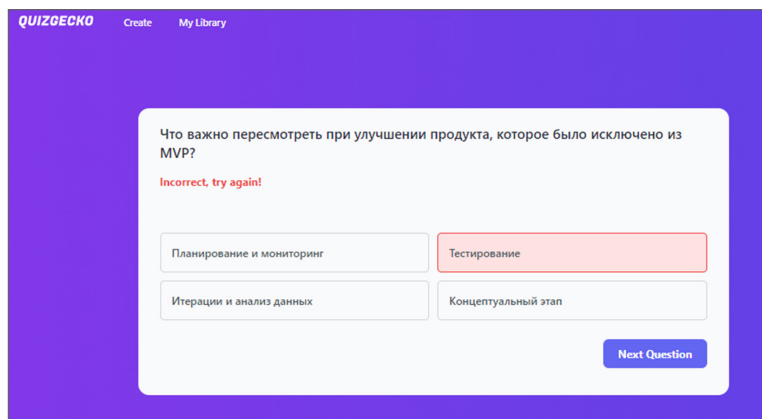 QUIZGECKO Create My Library
Что важно пересмотреть при улучшении продукта, которое было исключено из
MVP?
Incorrect, try again!
Планирование и мониторинг
Тестирование
Итерации и анализ данных
Концептуальный этап
Next Question